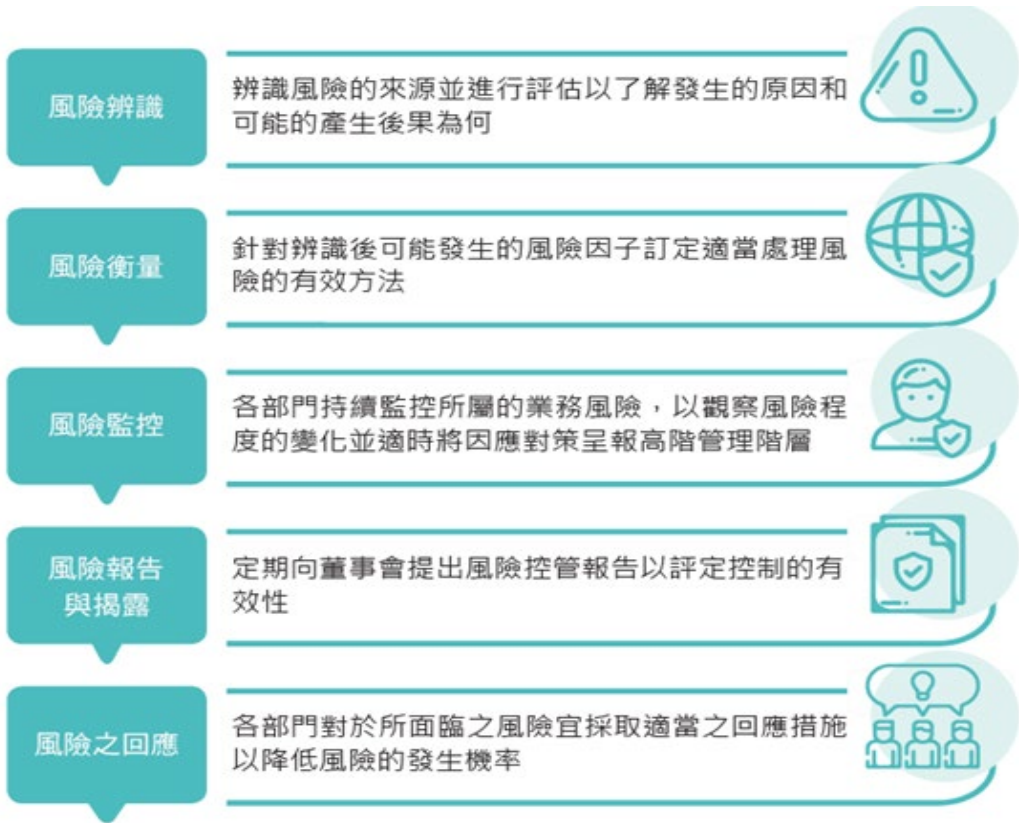 風險辨識
辨識風險的來源並進行評估以了解發生的原因和
可能的產生後果為何
風險衡量
針對辨識後可能發生的風險因子訂定適當處理風
險的有效方法
風險監控
各部門持續監控所屬的業務風險，以觀察風險程
度的變化並適時將因應對策呈報高階管理階層
風險報告
與揭露
定期向董事會提出風險控管報告以評定控制的有
效性
風險之回應
各部門對於所面臨之風險宜採取適當之回應措施
以降低風險的發生機率